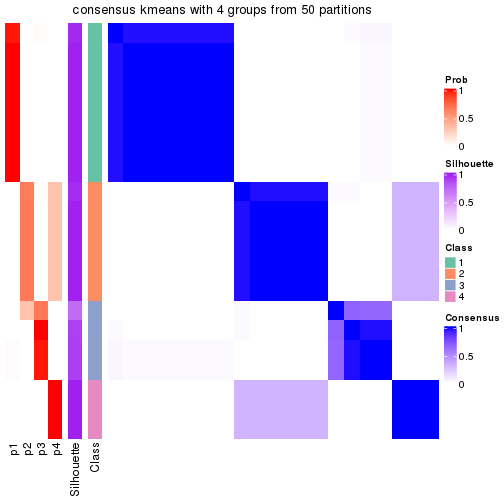 consensus kmeans with 4 groups from 50 partitions
Prob
1
0.5
0
Silhouette
1
0.5
0
Class
1
2
3
4
Consensus
1
0.5
0
p1
p2
p3
p4
Silhouette
Class